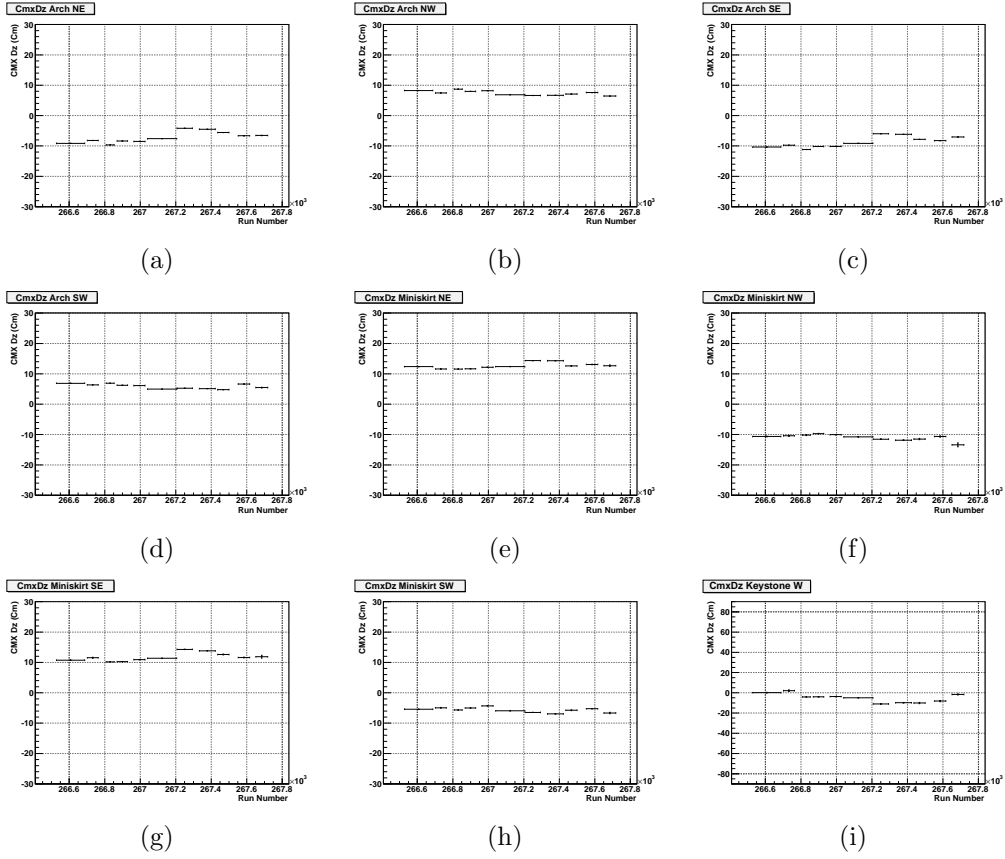 CmxDz Arch NE
CMX Dz (Cm)
30
20
10
0
-10
-20
-30
266.6 266.8 267 267.2 267.4 267.6 267.8
×10³
Run Number
(a)
CmxDz Arch NW
CMX Dz (Cm)
30
20
10
0
-10
-20
-30
266.6 266.8 267 267.2 267.4 267.6 267.8
×10³
Run Number
(b)
CmxDz Arch SE
CMX Dz (Cm)
30
20
10
0
-10
-20
-30
266.6 266.8 267 267.2 267.4 267.6 267.8
×10³
Run Number
(c)
CmxDz Arch SW
CMX Dz (Cm)
30
20
10
0
-10
-20
-30
266.6 266.8 267 267.2 267.4 267.6 267.8
×10³
Run Number
(d)
CmxDz Miniskirt NE
CMX Dz (Cm)
30
20
10
0
-10
-20
-30
266.6 266.8 267 267.2 267.4 267.6 267.8
×10³
Run Number
(e)
CmxDz Miniskirt NW
CMX Dz (Cm)
30
20
10
0
-10
-20
-30
266.6 266.8 267 267.2 267.4 267.6 267.8
×10³
Run Number
(f)
CmxDz Miniskirt SE
CMX Dz (Cm)
30
20
10
0
-10
-20
-30
266.6 266.8 267 267.2 267.4 267.6 267.8
×10³
Run Number
(g)
CmxDz Miniskirt SW
CMX Dz (Cm)
30
20
10
0
-10
-20
-30
266.6 266.8 267 267.2 267.4 267.6 267.8
×10³
Run Number
(h)
CmxDz Keystone W
CMX Dz (Cm)
80
60
40
20
0
-20
-40
-60
-80
266.6 266.8 267 267.2 267.4 267.6 267.8
×10³
Run Number
(i)